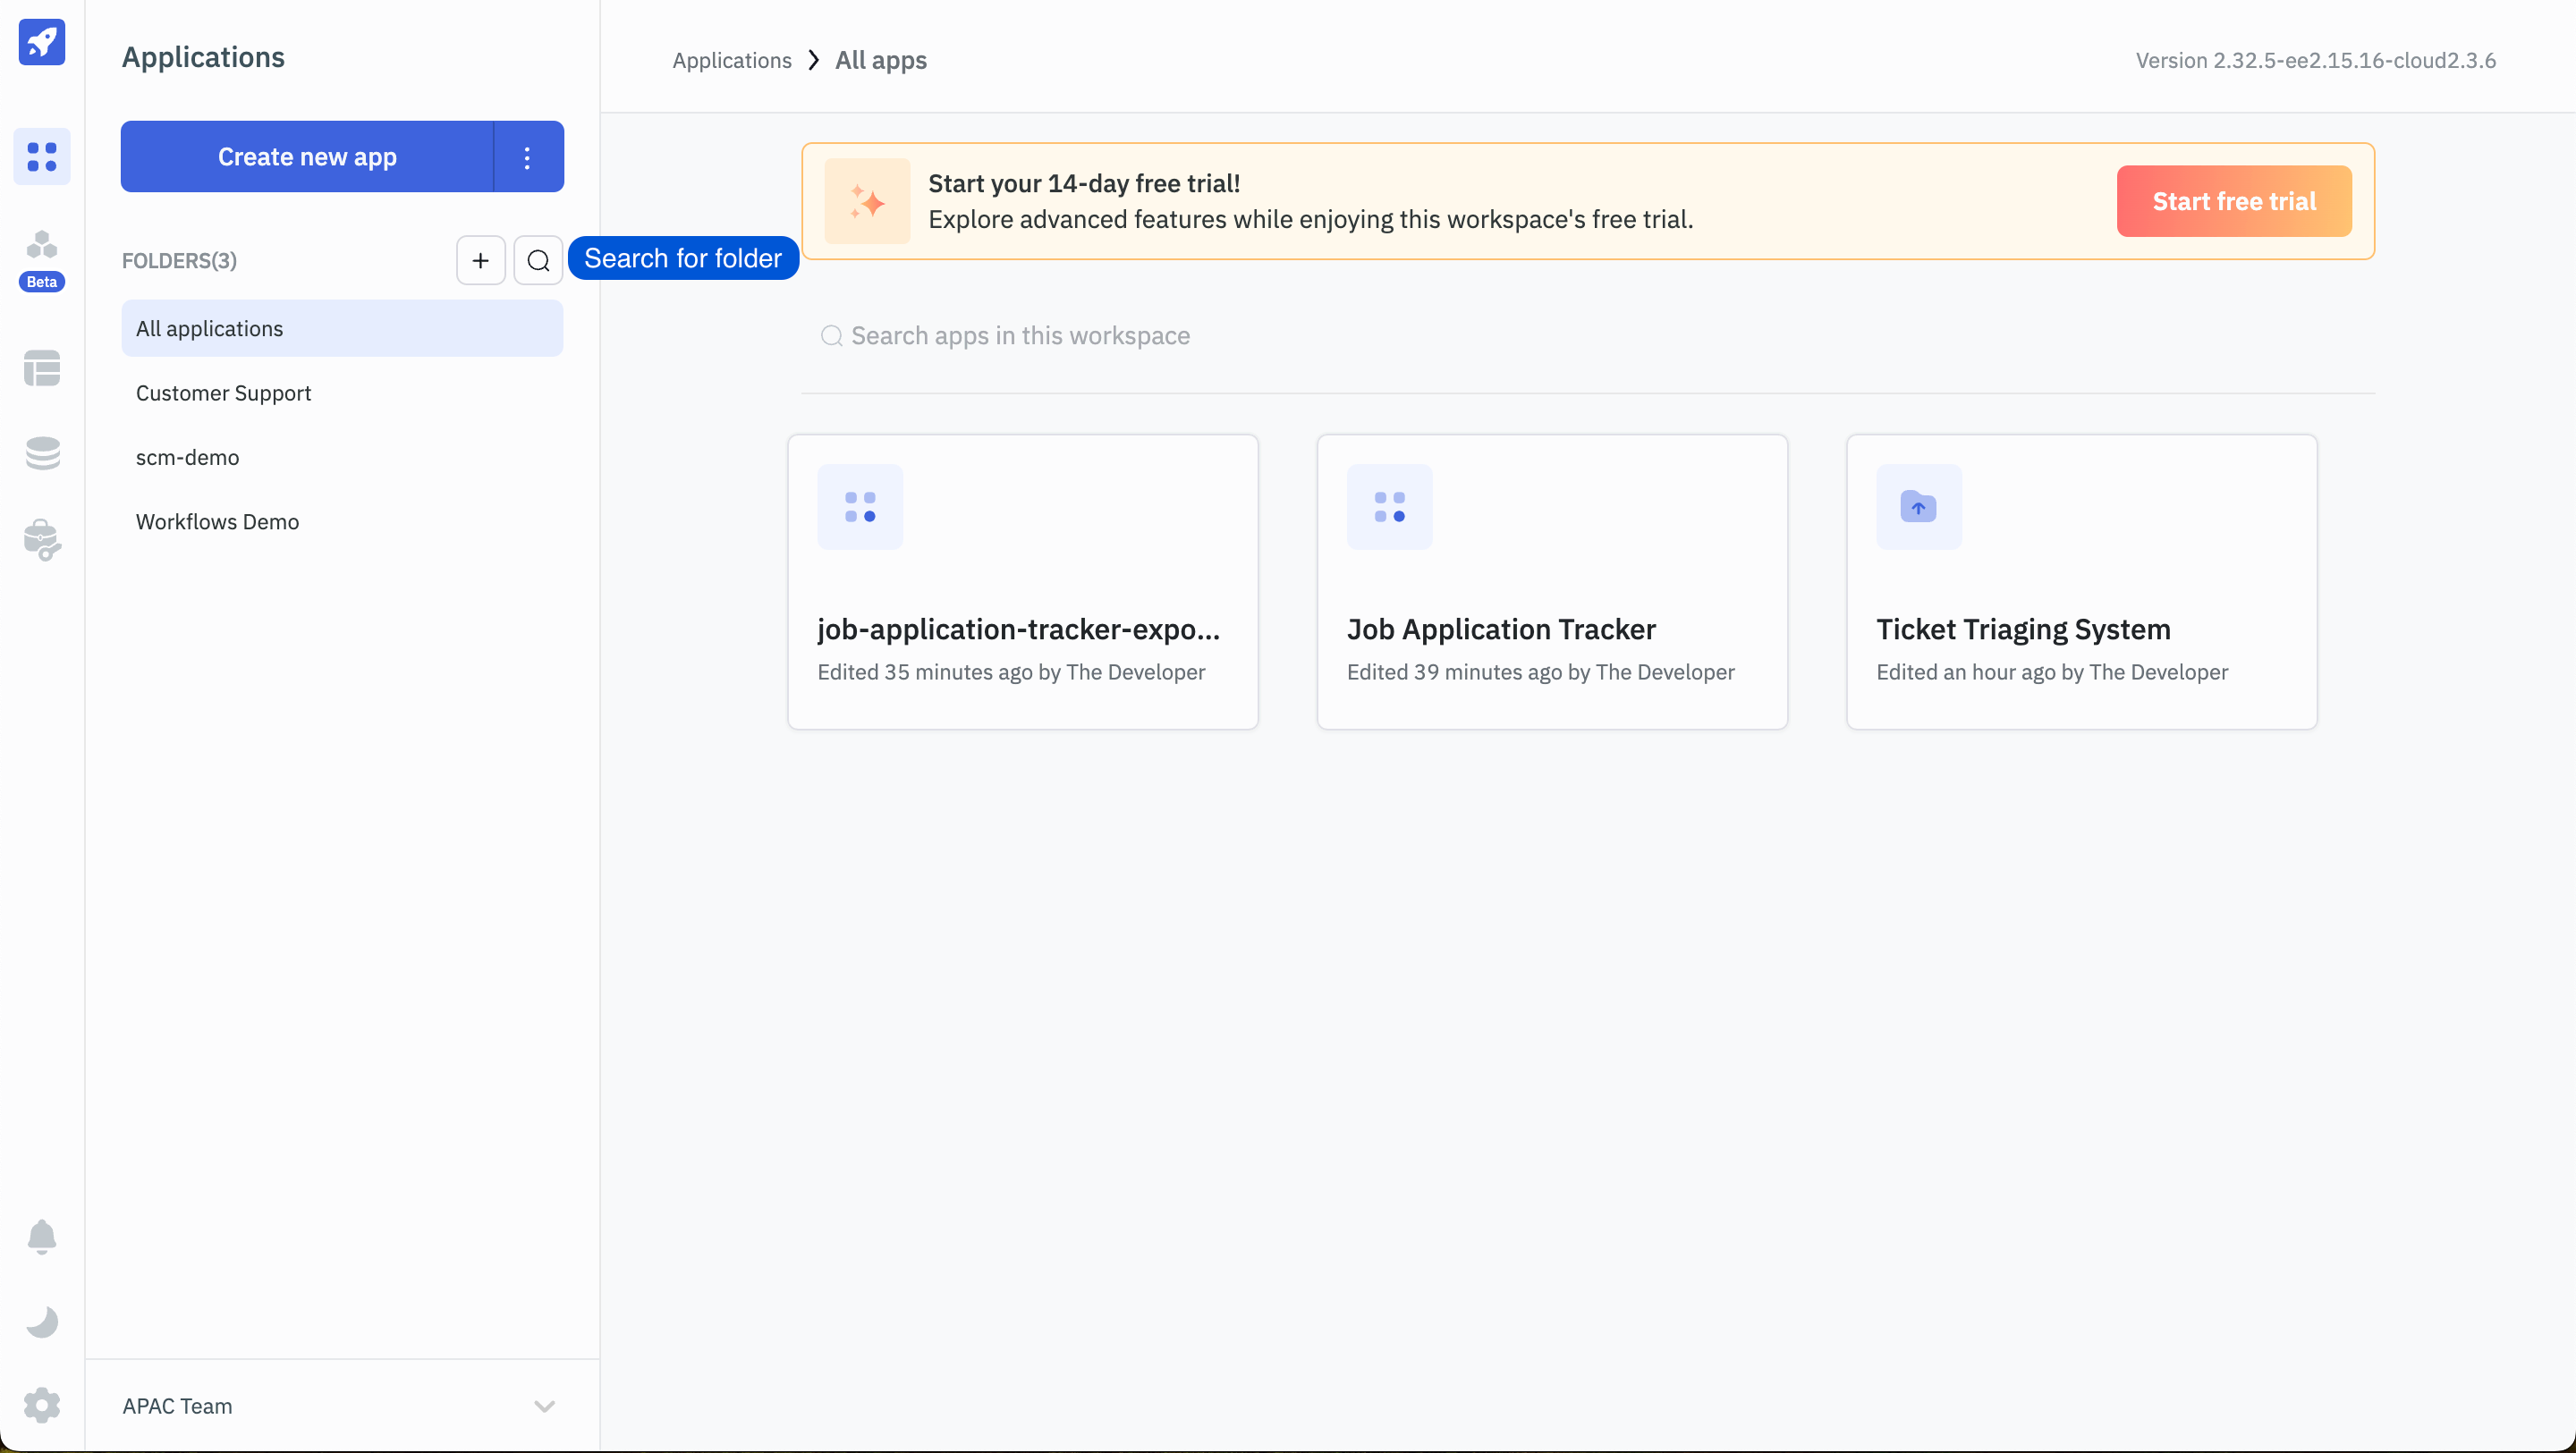 Applications
Create new app
FOLDERS(3)
Search for folder
All applications
Customer Support
scm-demo
Workflows Demo
Beta
APAC Team
Applications
All apps
Version 2.32.5-ee2.15.16-cloud2.3.6
Start your 14-day free trial!
Explore advanced features while enjoying this workspace's free trial.
Start free trial
Search apps in this workspace
job-application-tracker-expo...
Edited 35 minutes ago by The Developer
Job Application Tracker
Edited 39 minutes ago by The Developer
Ticket Triaging System
Edited an hour ago by The Developer